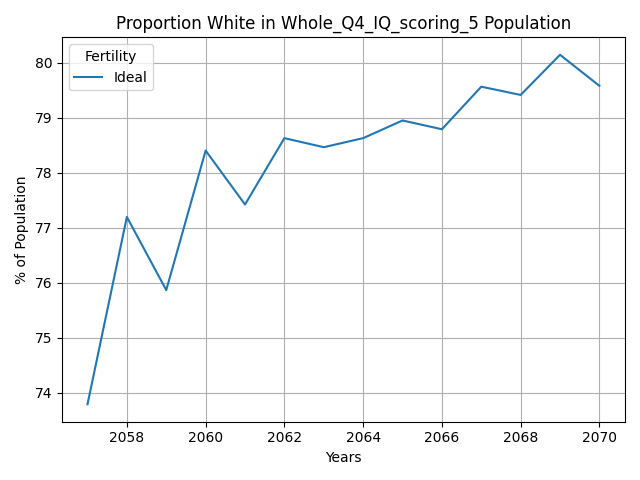 Proportion White in Whole_Q4_IQ_scoring_5 Population
Fertility
Ideal
% of Population
80
79
78
77
76
75
74
2058 2060 2062 2064 2066 2068 2070
Years